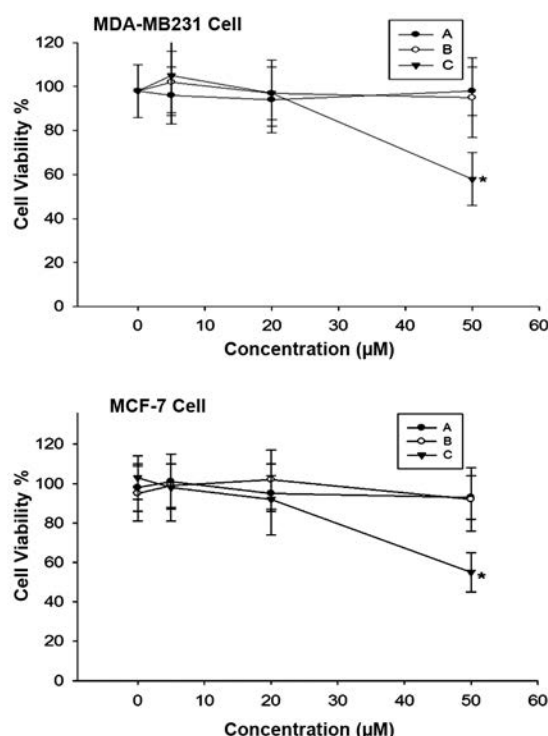 MDA-MB231 Cell
A
B
C
120
100
80
60
40
20
0
Cell Viability %
*
0 10 20 30 40 50 60
Concentration (µM)
MCF-7 Cell
A
B
C
120
100
80
60
40
20
0
Cell Viability %
*
0 10 20 30 40 50 60
Concentration (µM)